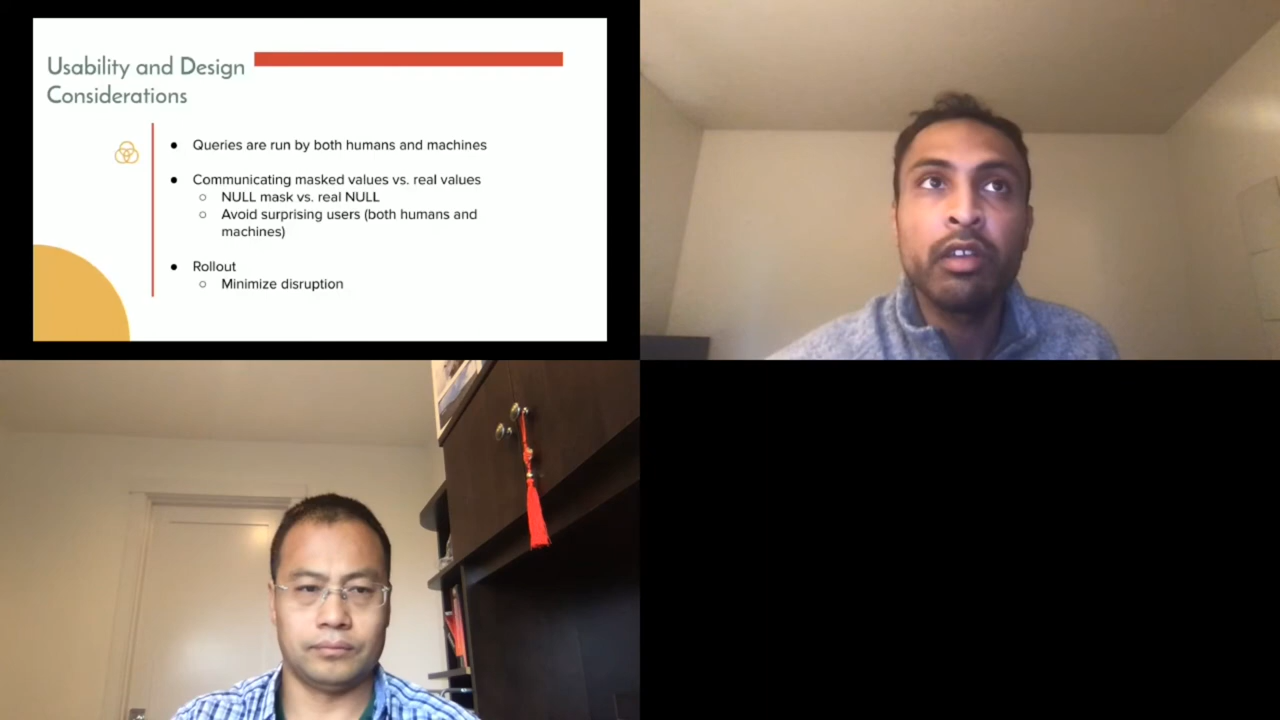 Usability and Design
Considerations
● Queries are run by both humans and machines
● Communicating masked values vs. real values
○ NULL mask vs. real NULL
○ Avoid surprising users (both humans and
machines)
● Rollout
○ Minimize disruption